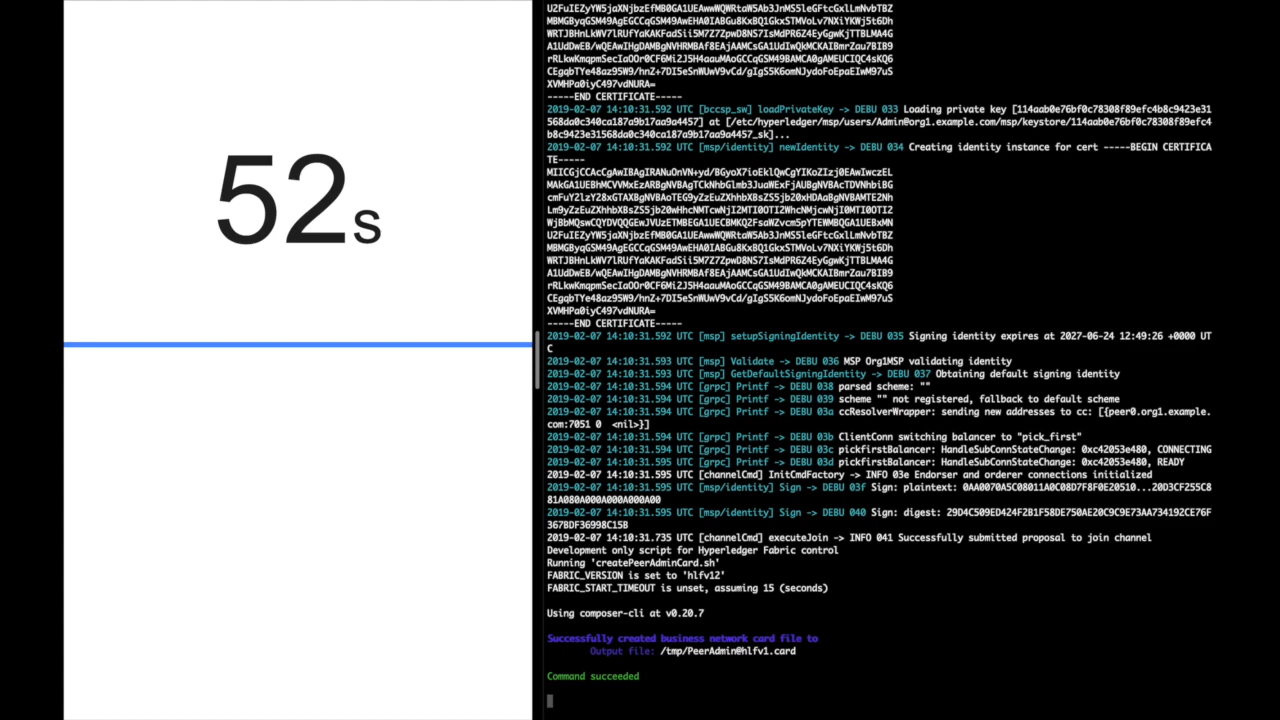 52s
U2FuIEZyYW5jaXNjbzEfMB0GA1UEAwwWQWRtaW5Ab3JnMS5leGFtcGxlLmNvbTBZ
MBMGByqGSM49AgEGCCqGSM49AwEHA0IABGu8KxBQ1GkxSTMVoLv7NXiYKWj5t6Dh
WRTJBHnLkWV7lRUfYaKAKFadSii5M7Z7ZpwD8NS7IsMdPR6Z4EyGgwKjTTBLMA4G
A1UdDwEB/wQEAwIHgDAMBgNVHRMBAf8EAjAAMCsGA1UdIwQkMCKAIBmrZau7BIB9
rRLkwKmqpmSecIaOOr0CF6Mi2J5H4aauMAoGCCqGSM49BAMCA0gAMEUCIQC4sKQ6
CEgqbTYe48az95W9/hnZ+7DI5eSnWUwV9vCd/gIgS5K6omNJydoFoEpaEIwM97uS
XVMHPa0iyC497vdNURA=
-----END CERTIFICATE-----
2019-02-07 14:10:31.592 UTC [bccsp_sw] loadPrivateKey -> DEBU 033 Loading private key [114aab0e76bf0c78308f89efc4b8c9423e31
568da0c340ca187a9b17aa9a4457] at [/etc/hyperledger/msp/users/Admin@org1.example.com/msp/keystore/114aab0e76bf0c78308f89efc4
b8c9423e31568da0c340ca187a9b17aa9a4457_sk]...
2019-02-07 14:10:31.592 UTC [msp/identity] newIdentity -> DEBU 034 Creating identity instance for cert -----BEGIN CERTIFICA
TE-----
MIICGjCCAcCgAwIBAgIRANuOnVN+yd/BGyoX7ioEklQwCgYIKoZIzj0EAwIwczEL
MAkGA1UEBhMCVVMxEzARBgNVBAgTCkNhbGlmb3JuaWExFjAUBgNVBAcTDVNhbiBG
cmFuY2lzY28xGTAXBgNVBAoTEG9yZzEuZXhhbXBsZS5jb20xHDAaBgNVBAMTE2Nh
Lm9yZzEuZXhhbXBsZS5jb20wHhcNMTcwNjI2MTI0OTI2WhcNMjcwNjI0MTI0OTI2
WjBbMQswCQYDVQQGEwJVUzETMBEGA1UECBMKQ2FsaWZvcm5pYTEWMBQGA1UEBxMN
U2FuIEZyYW5jaXNjbzEfMB0GA1UEAwwWQWRtaW5Ab3JnMS5leGFtcGxlLmNvbTBZ
MBMGByqGSM49AgEGCCqGSM49AwEHA0IABGu8KxBQ1GkxSTMVoLv7NXiYKWj5t6Dh
WRTJBHnLkWV7lRUfYaKAKFadSii5M7Z7ZpwD8NS7IsMdPR6Z4EyGgwKjTTBLMA4G
A1UdDwEB/wQEAwIHgDAMBgNVHRMBAf8EAjAAMCsGA1UdIwQkMCKAIBmrZau7BIB9
rRLkwKmqpmSecIaOOr0CF6Mi2J5H4aauMAoGCCqGSM49BAMCA0gAMEUCIQC4sKQ6
CEgqbTYe48az95W9/hnZ+7DI5eSnWUwV9vCd/gIgS5K6omNJydoFoEpaEIwM97uS
XVMHPa0iyC497vdNURA=
-----END CERTIFICATE-----
2019-02-07 14:10:31.592 UTC [msp] setupSigningIdentity -> DEBU 035 Signing identity expires at 2027-06-24 12:49:26 +0000 UT
C
2019-02-07 14:10:31.593 UTC [msp] Validate -> DEBU 036 MSP Org1MSP validating identity
2019-02-07 14:10:31.593 UTC [msp] GetDefaultSigningIdentity -> DEBU 037 Obtaining default signing identity
2019-02-07 14:10:31.594 UTC [grpc] Printf -> DEBU 038 parsed scheme: ""
2019-02-07 14:10:31.594 UTC [grpc] Printf -> DEBU 039 scheme "" not registered, fallback to default scheme
2019-02-07 14:10:31.594 UTC [grpc] Printf -> DEBU 03a ccResolverWrapper: sending new addresses to cc: [{peer0.org1.example.
com:7051 0  <nil>}]
2019-02-07 14:10:31.594 UTC [grpc] Printf -> DEBU 03b ClientConn switching balancer to "pick_first"
2019-02-07 14:10:31.594 UTC [grpc] Printf -> DEBU 03c pickfirstBalancer: HandleSubConnStateChange: 0xc42053e480, CONNECTING
2019-02-07 14:10:31.595 UTC [grpc] Printf -> DEBU 03d pickfirstBalancer: HandleSubConnStateChange: 0xc42053e480, READY
2019-02-07 14:10:31.595 UTC [channelCmd] InitCmdFactory -> INFO 03e Endorser and orderer connections initialized
2019-02-07 14:10:31.595 UTC [msp/identity] Sign -> DEBU 03f Sign: plaintext: 0AA0070A5C08011A0C08D7F8F0E20510...20D3CF255C8
81A080A000A000A000A00
2019-02-07 14:10:31.595 UTC [msp/identity] Sign -> DEBU 040 Sign: digest: 29D4C509ED424F2B1F58DE750AE20C9C9E73AA734192CE76F
367BDF36998C15B
2019-02-07 14:10:31.735 UTC [channelCmd] executeJoin -> INFO 041 Successfully submitted proposal to join channel
Development only script for Hyperledger Fabric control
Running 'createPeerAdminCard.sh'
FABRIC_VERSION is set to 'hlfv12'
FABRIC_START_TIMEOUT is unset, assuming 15 (seconds)
Using composer-cli at v0.20.7
Successfully created business network card file to
Output file: /tmp/PeerAdmin@hlfv1.card
Command succeeded